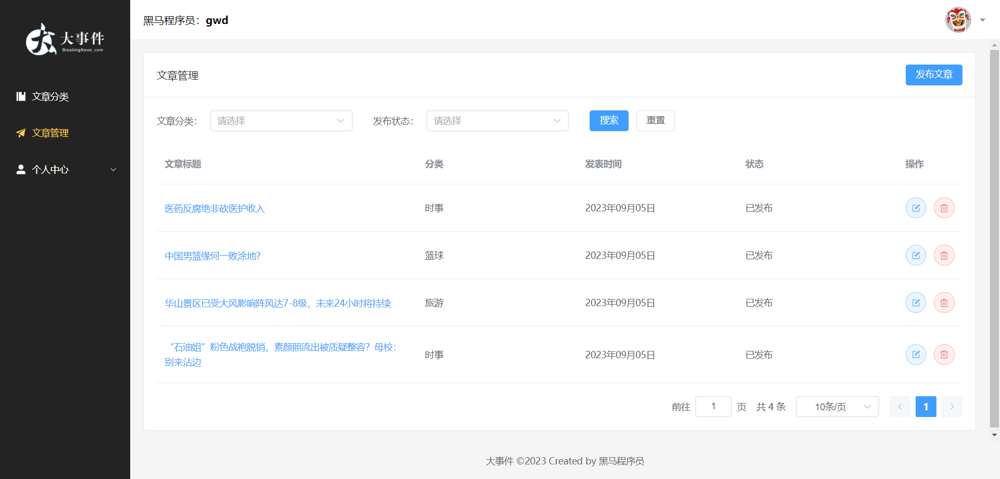 大事件
BreakingNews.com
文章分类
文章管理
个人中心
黑马程序员：gwd
文章管理
发布文章
文章分类： 请选择 发布状态： 请选择 搜索 重置
文章标题 分类 发表时间 状态 操作
医药反腐绝非砍医护收入 时事 2023年09月05日 已发布
中国男篮缘何一败涂地？ 篮球 2023年09月05日 已发布
华山景区已受大风影响阵风达7-8级，未来24小时将持续 旅游 2023年09月05日 已发布
“石油姐”粉色战袍脱销，素颜照流出被质疑整容？母校：
别来沾边
时事 2023年09月05日 已发布
前往 1 页 共 4 条 10条/页 1
大事件 ©2023 Created by 黑马程序员